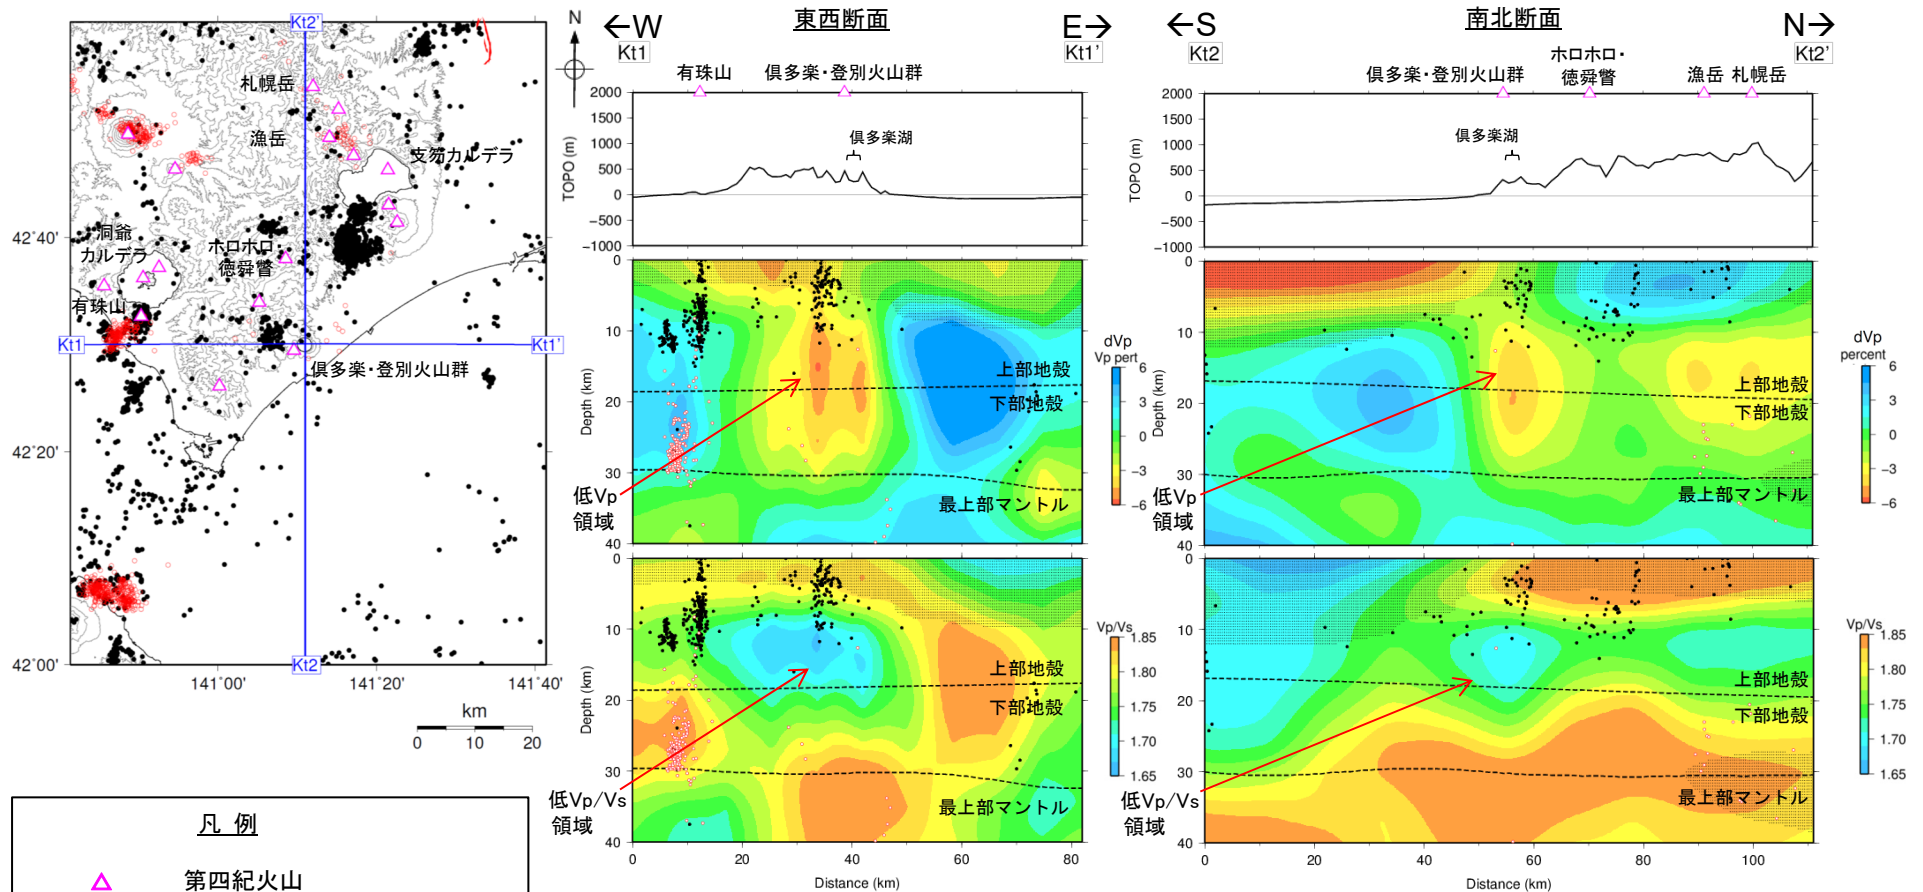 Kt2'
札幌岳
漁岳
支笏カルデラ
洞爺
カルデラ
ホロホロ・
徳舜瞥
有珠山
Kt1
Kt1'
倶多楽・登別火山群
Kt2
42°40'
42°20'
42°00'
141°00'
141°20'
141°40'
N
km
0 10 20
凡 例
第四紀火山
東西断面
←W
E→
Kt1
Kt1'
有珠山
倶多楽・登別火山群
倶多楽湖
TOPO (m)
2000
1500
1000
500
0
−500
−1000
0
10
20
30
40
Depth (km)
上部地殻
下部地殻
最上部マントル
低Vp
領域
dVp
Vp pert
6
3
0
−3
−6
0
10
20
30
40
Depth (km)
上部地殻
下部地殻
最上部マントル
低Vp/Vs
領域
Vp/Vs
1.85
1.80
1.75
1.70
1.65
0 20 40 60 80
Distance (km)
南北断面
←S
N→
Kt2
Kt2'
倶多楽・登別火山群
ホロホロ・
徳舜瞥
漁岳 札幌岳
倶多楽湖
TOPO (m)
2000
1500
1000
500
0
−500
−1000
0
10
20
30
40
Depth (km)
上部地殻
下部地殻
最上部マントル
低Vp
領域
dVp
percent
6
3
0
−3
−6
0
10
20
30
40
上部地殻
下部地殻
最上部マントル
低Vp/Vs
領域
Vp/Vs
1.85
1.80
1.75
1.70
1.65
0 20 40 60 80 100
Distance (km)